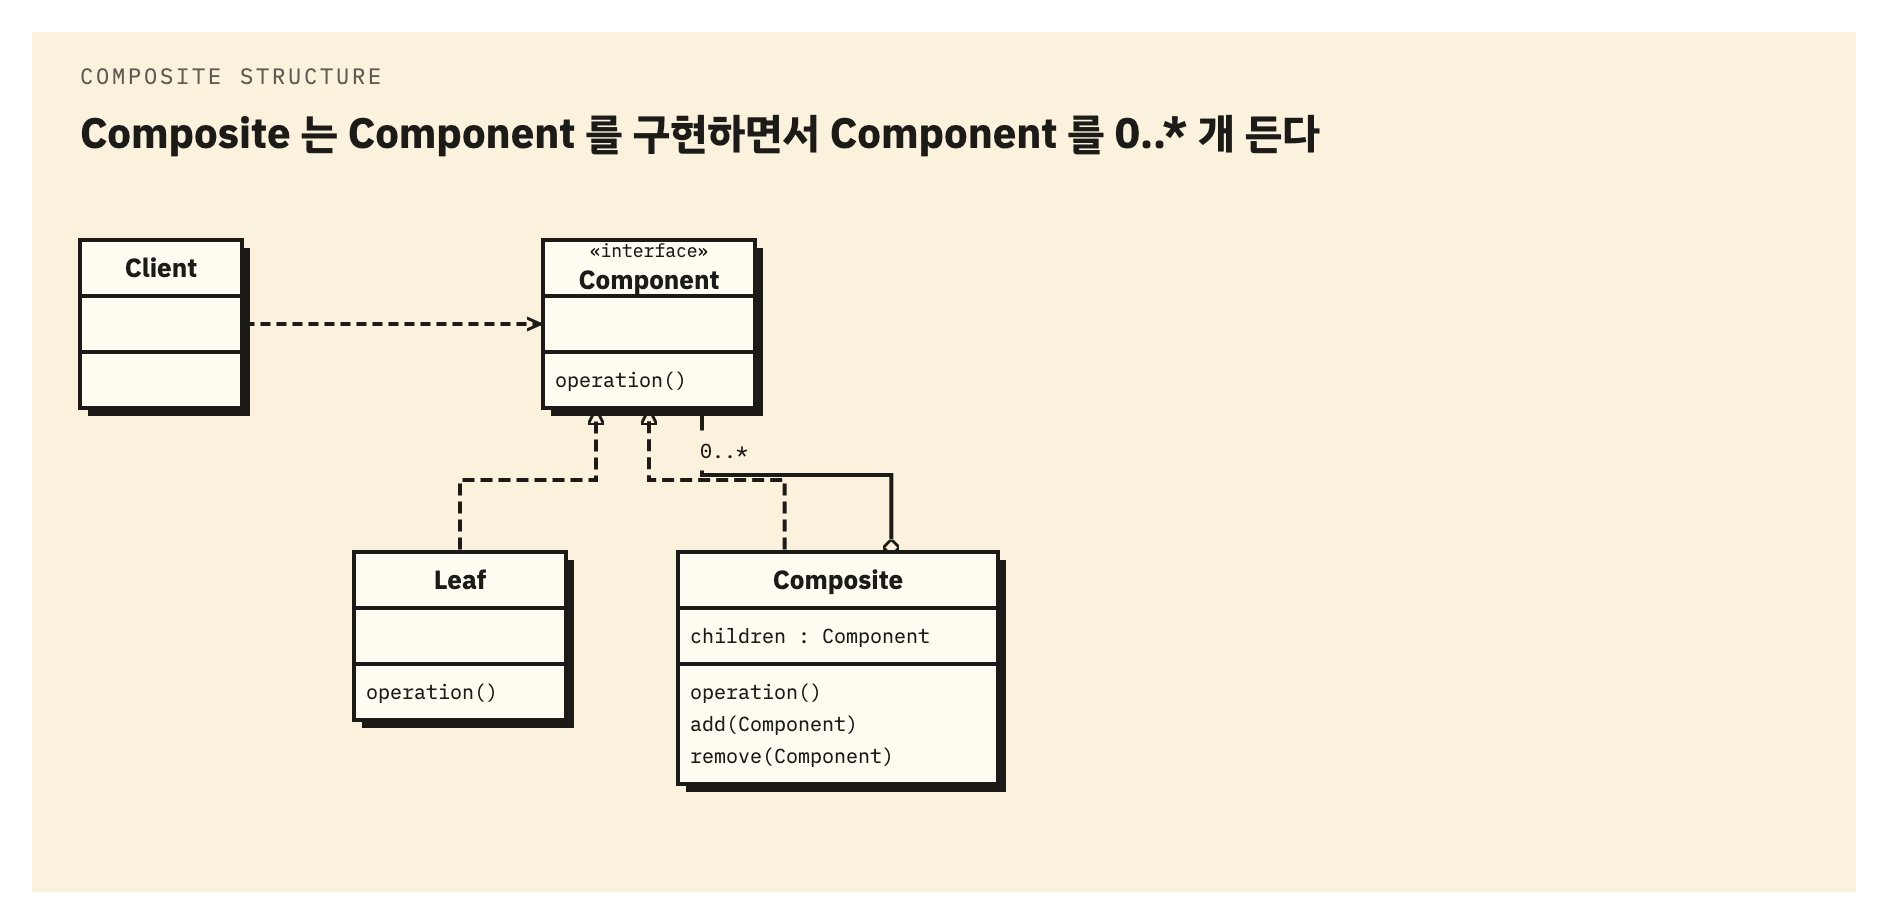 COMPOSITE STRUCTURE
Composite 는 Component 를 구현하면서 Component 를 0..* 개 든다
Client
«interface»
Component
operation()
0..*
Leaf
operation()
Composite
children : Component
operation()
add(Component)
remove(Component)